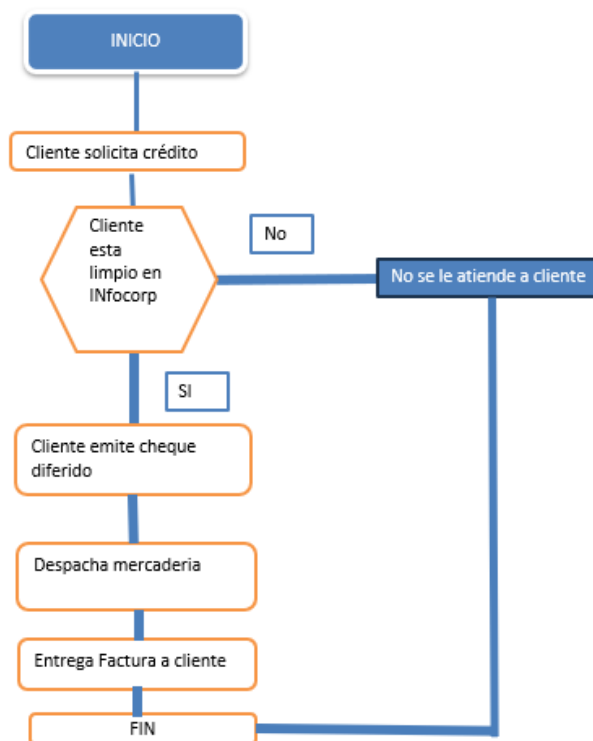 INICIO
Cliente solicita crédito
Cliente
esta
limpio en
INfocorp
No
No se le atiende a cliente
SI
Cliente emite cheque
diferido
Despacha mercaderia
Entrega Factura a cliente
FIN